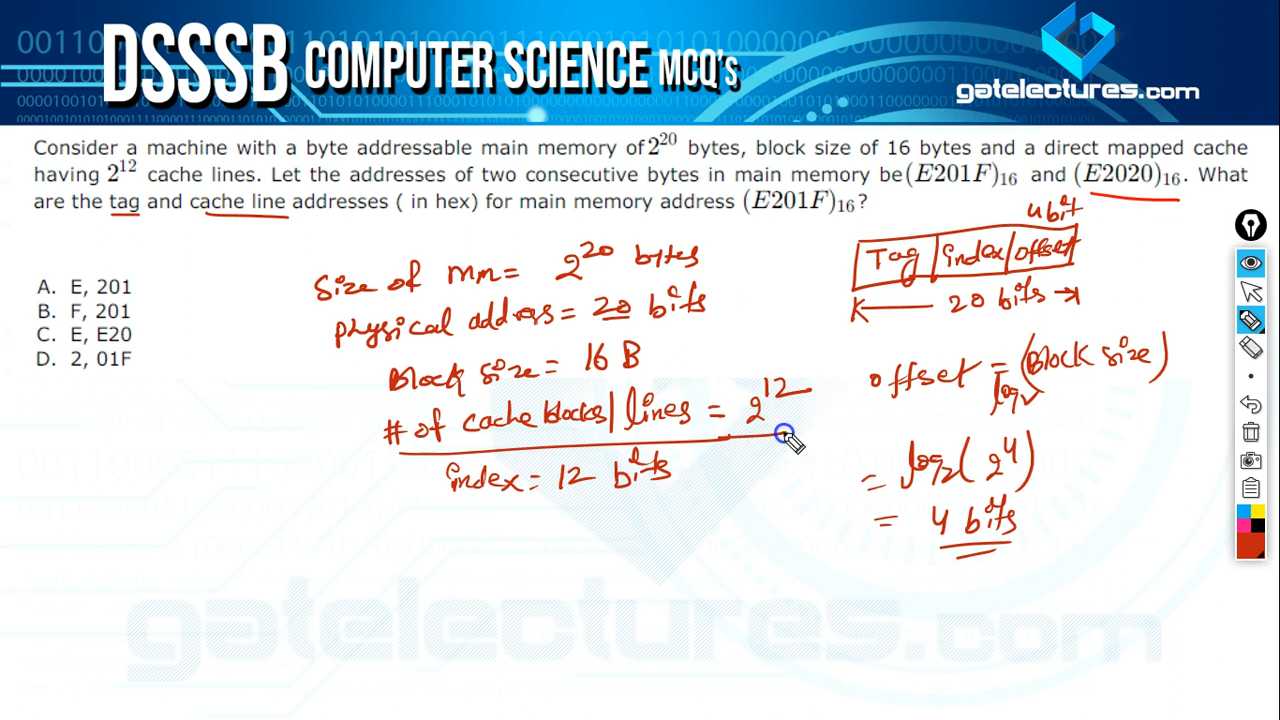 DSSSB COMPUTER SCIENCE MCQ's
gatelectures.com
Consider a machine with a byte addressable main memory of 2^20 bytes, block size of 16 bytes and a direct mapped cache
having 2^12 cache lines. Let the addresses of two consecutive bytes in main memory be (E201F)16 and (E2020)16. What
are the tag and cache line addresses ( in hex) for main memory address (E201F)16?
A. E, 201
B. F, 201
C. E, E20
D. 2, 01F
Size of mm = 2^20 bytes
physical address = 20 bits
Block size = 16 B
# of cache blocks/lines = 2^12
index = 12 bits
4 bit
Tag index offset
20 bits
offset = log2 (Block size)
= log2 (2^4)
= 4 bits
gatelectures.com